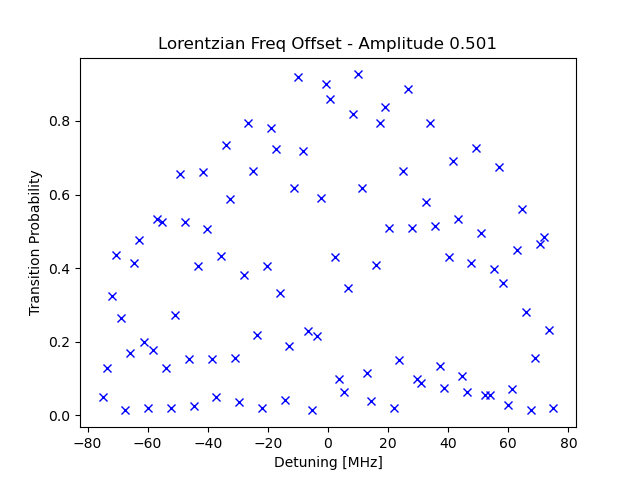 Lorentzian Freq Offset - Amplitude 0.501
Transition Probability
0.8
0.6
0.4
0.2
0.0
−80 −60 −40 −20 0 20 40 60 80
Detuning [MHz]